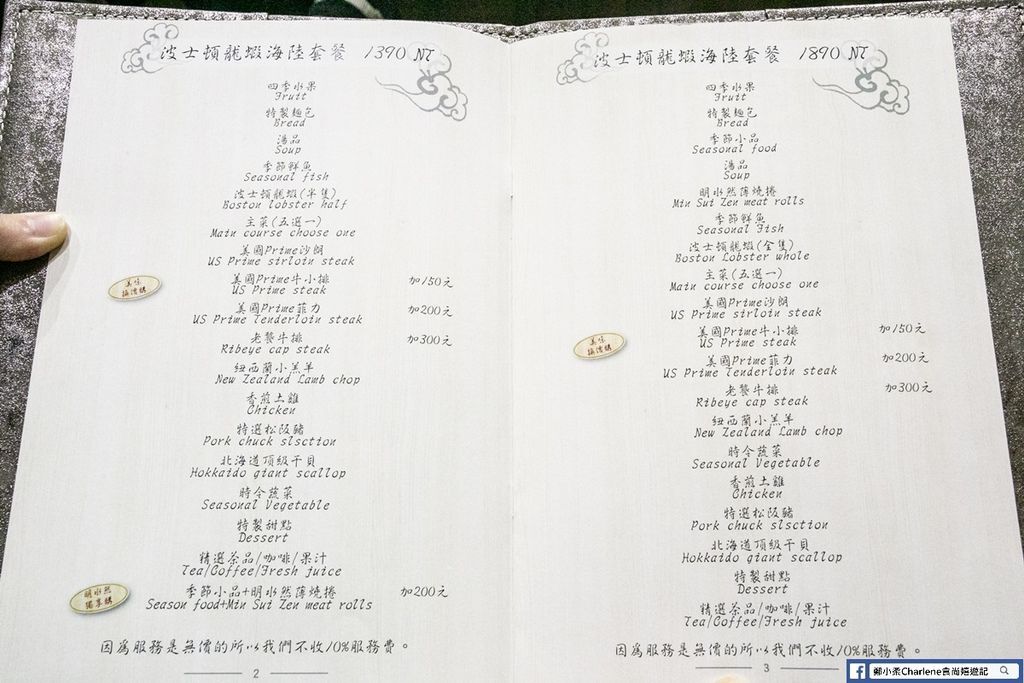 波士頓龍蝦海陸套餐 1390 NT
四季水果
Fruit
特製麵包
Bread
湯品
Soup
季節鮮魚
Seasonal fish
波士頓龍蝦(半隻)
Boston lobster half
主菜(五選一)
Main course choose one
美國Prime沙朗
US Prime sirloin steak
美國Prime牛小排 加150元
US Prime steak
美國Prime菲力 加200元
US Prime Tenderloin steak
老饕牛排 加300元
Ribeye cap steak
紐西蘭小羔羊
New Zealand Lamb chop
香煎土雞
Chicken
特選松阪豬
Pork chuck slsction
北海道頂級干貝
Hokkaido giant scallop
時令蔬菜
Seasonal Vegetable
特製甜點
Dessert
精選茶品/咖啡/果汁
Tea/Coffee/Fresh juice
明水然
獨享購
季節小品+明水然薄燒捲 加200元
Season food+Min Sui Zen meat rolls
因為服務是無價的所以我們不收10%服務費。
2
波士頓龍蝦海陸套餐 1890 NT
四季水果
Fruit
特製麵包
Bread
季節小品
Seasonal food
湯品
Soup
明水然薄燒捲
Min Sui Zen meat rolls
季節鮮魚
Seasonal Fish
波士頓龍蝦(全隻)
Boston Lobster whole
主菜(五選一)
Main course choose one
美國Prime沙朗
US Prime sirloin steak
美國Prime牛小排 加150元
US Prime steak
美國Prime菲力 加200元
US Prime Tenderloin steak
老饕牛排 加300元
Ribeye cap steak
紐西蘭小羔羊
New Zealand Lamb chop
時令蔬菜
Seasonal Vegetable
香煎土雞
Chicken
特選松阪豬
Pork chuck slsction
北海道頂級干貝
Hokkaido giant scallop
特製甜點
Dessert
精選茶品/咖啡/果汁
Tea/Coffee/Fresh juice
因為服務是無價的所以我們不收10%服務費。
3
鄭小柔Charlene食尚嬉遊記